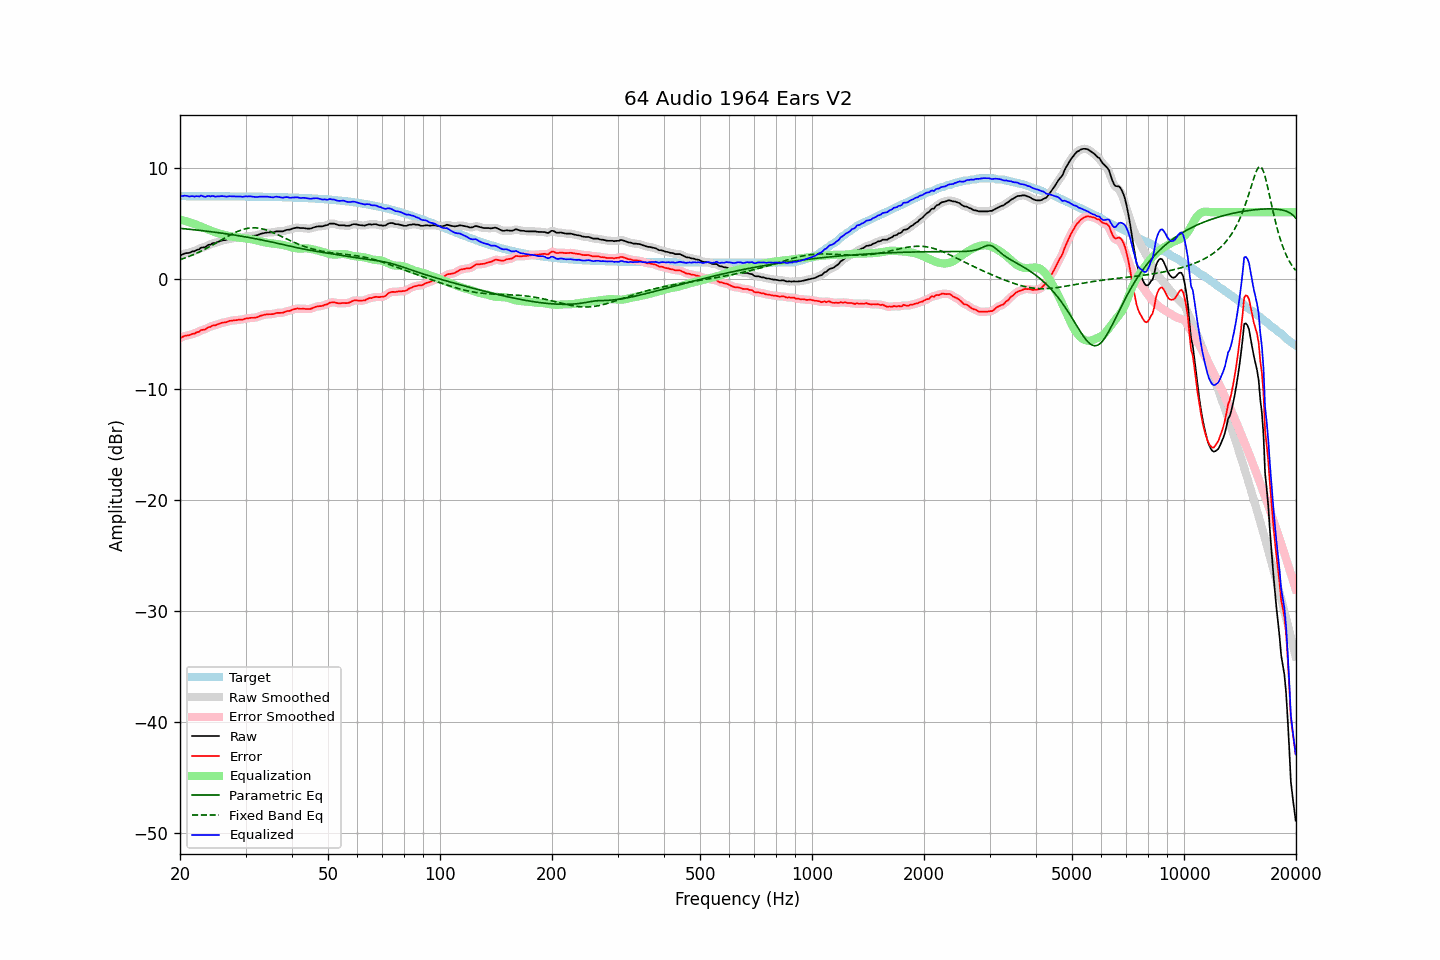 64 Audio 1964 Ears V2
Amplitude (dBr)
10
0
−10
−20
−30
−40
−50
Target
Raw Smoothed
Error Smoothed
Raw
Error
Equalization
Parametric Eq
Fixed Band Eq
Equalized
20 50 100 200 500 1000 2000 5000 10000 20000
Frequency (Hz)